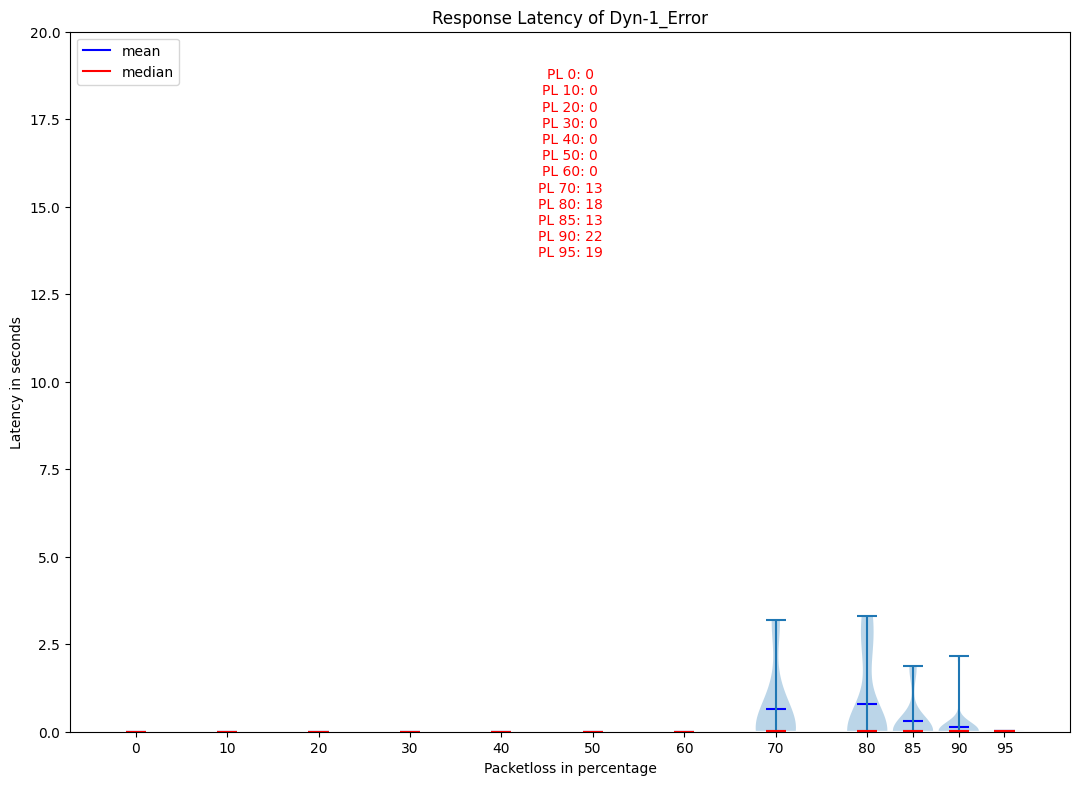 Response Latency of Dyn-1_Error
mean
median
PL 0: 0
PL 10: 0
PL 20: 0
PL 30: 0
PL 40: 0
PL 50: 0
PL 60: 0
PL 70: 13
PL 80: 18
PL 85: 13
PL 90: 22
PL 95: 19
Latency in seconds
20.0
17.5
15.0
12.5
10.0
7.5
5.0
2.5
0.0
0 10 20 30 40 50 60 70 80 85 90 95
Packetloss in percentage